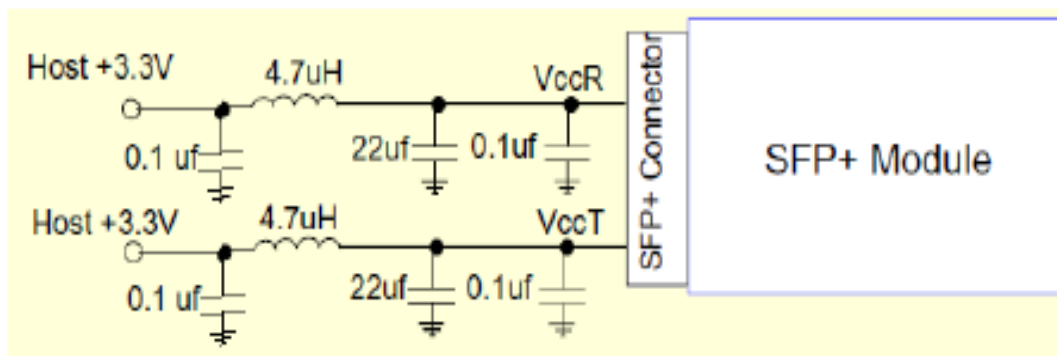 Host +3.3V
4.7uH
VccR
0.1 uf
22uf
0.1uf
Host +3.3V
4.7uH
VccT
0.1 uf
22uf
0.1uf
SFP+ Connector
SFP+ Module